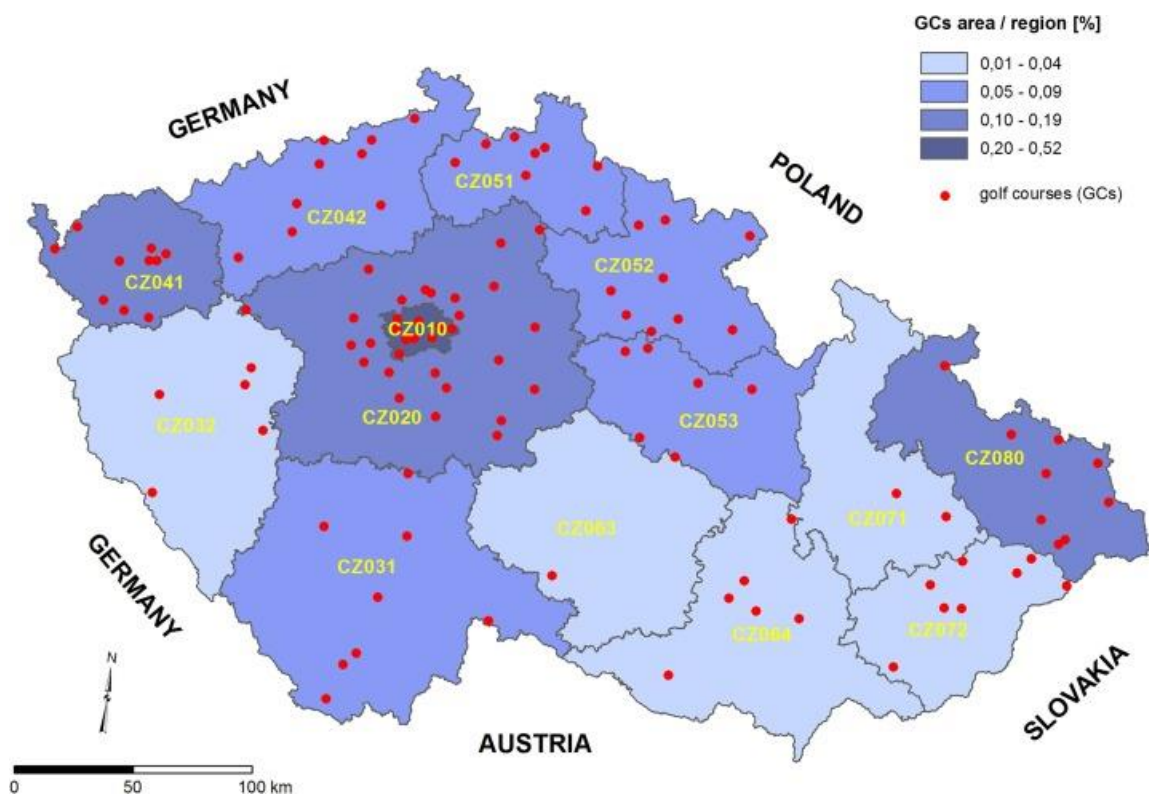 GCs area / region [%]
0,01 - 0,04
0,05 - 0,09
0,10 - 0,19
0,20 - 0,52
golf courses (GCs)
GERMANY
POLAND
CZ051
CZ042
CZ041
CZ052
CZ010
CZ020
CZ032
CZ053
CZ080
CZ071
CZ063
CZ031
GERMANY
CZ064
CZ072
SLOVAKIA
AUSTRIA
N
0 50 100 km